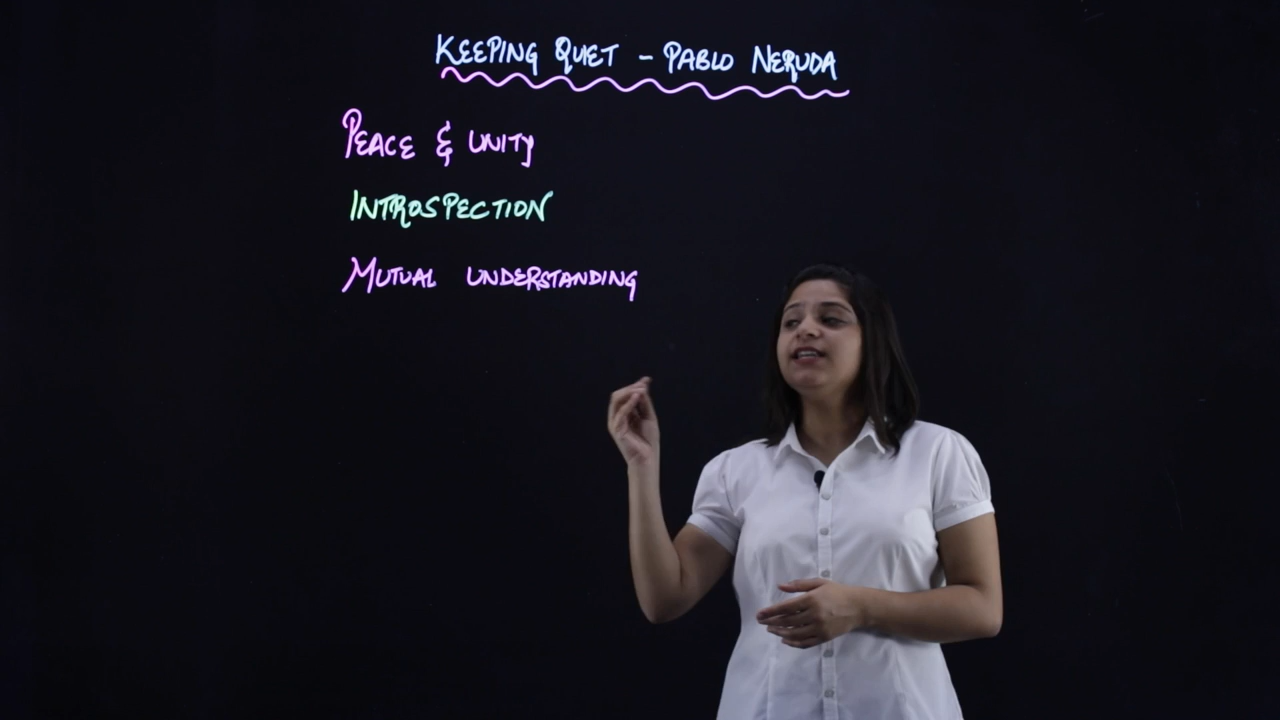 KEEPING QUIET - PABLO NERUDA
PEACE & UNITY
INTROSPECTION
MUTUAL UNDERSTANDING